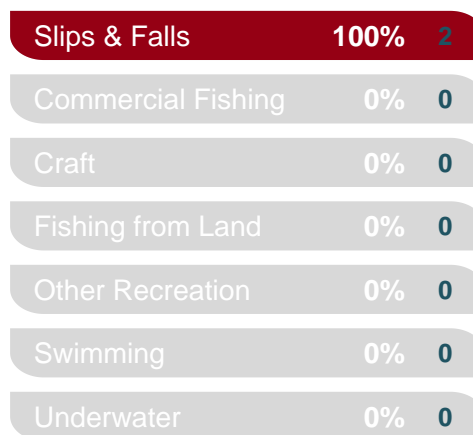 Slips & Falls 100% 2
Commercial Fishing 0% 0
Craft 0% 0
Fishing from Land 0% 0
Other Recreation 0% 0
Swimming 0% 0
Underwater 0% 0